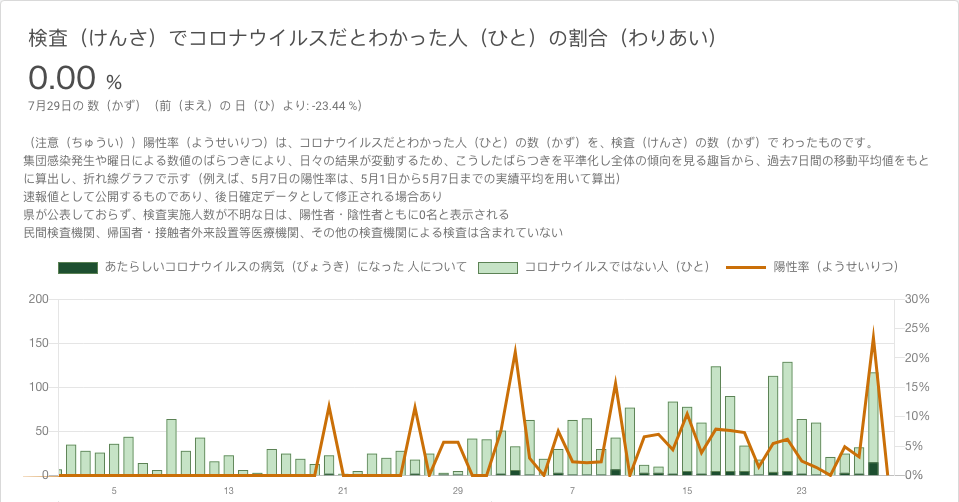 検査（けんさ）でコロナウイルスだとわかった人（ひと）の割合（わりあい）
0.00 %
7月29日の 数（かず）（前（まえ）の 日（ひ）より: -23.44 %）
（注意（ちゅうい））陽性率（ようせいりつ）は、コロナウイルスだとわかった人（ひと）の数（かず）を、検査（けんさ）の数（かず）で わったものです。
集団感染発生や曜日による数値のばらつきにより、日々の結果が変動するため、こうしたばらつきを平準化し全体の傾向を見る趣旨から、過去7日間の移動平均値をもと
に算出し、折れ線グラフで示す（例えば、5月7日の陽性率は、5月1日から5月7日までの実績平均を用いて算出）
速報値として公開するものであり、後日確定データとして修正される場合あり
県が公表しておらず、検査実施人数が不明な日は、陽性者・陰性者ともに0名と表示される
民間検査機関、帰国者・接触者外来設置等医療機関、その他の検査機関による検査は含まれていない
あたらしいコロナウイルスの病気（びょうき）になった 人について コロナウイルスではない人（ひと） 陽性率（ようせいりつ）
200 30%
25%
150
20%
100 15%
10%
50
5%
0 0%
5 13 21 29 7 15 23